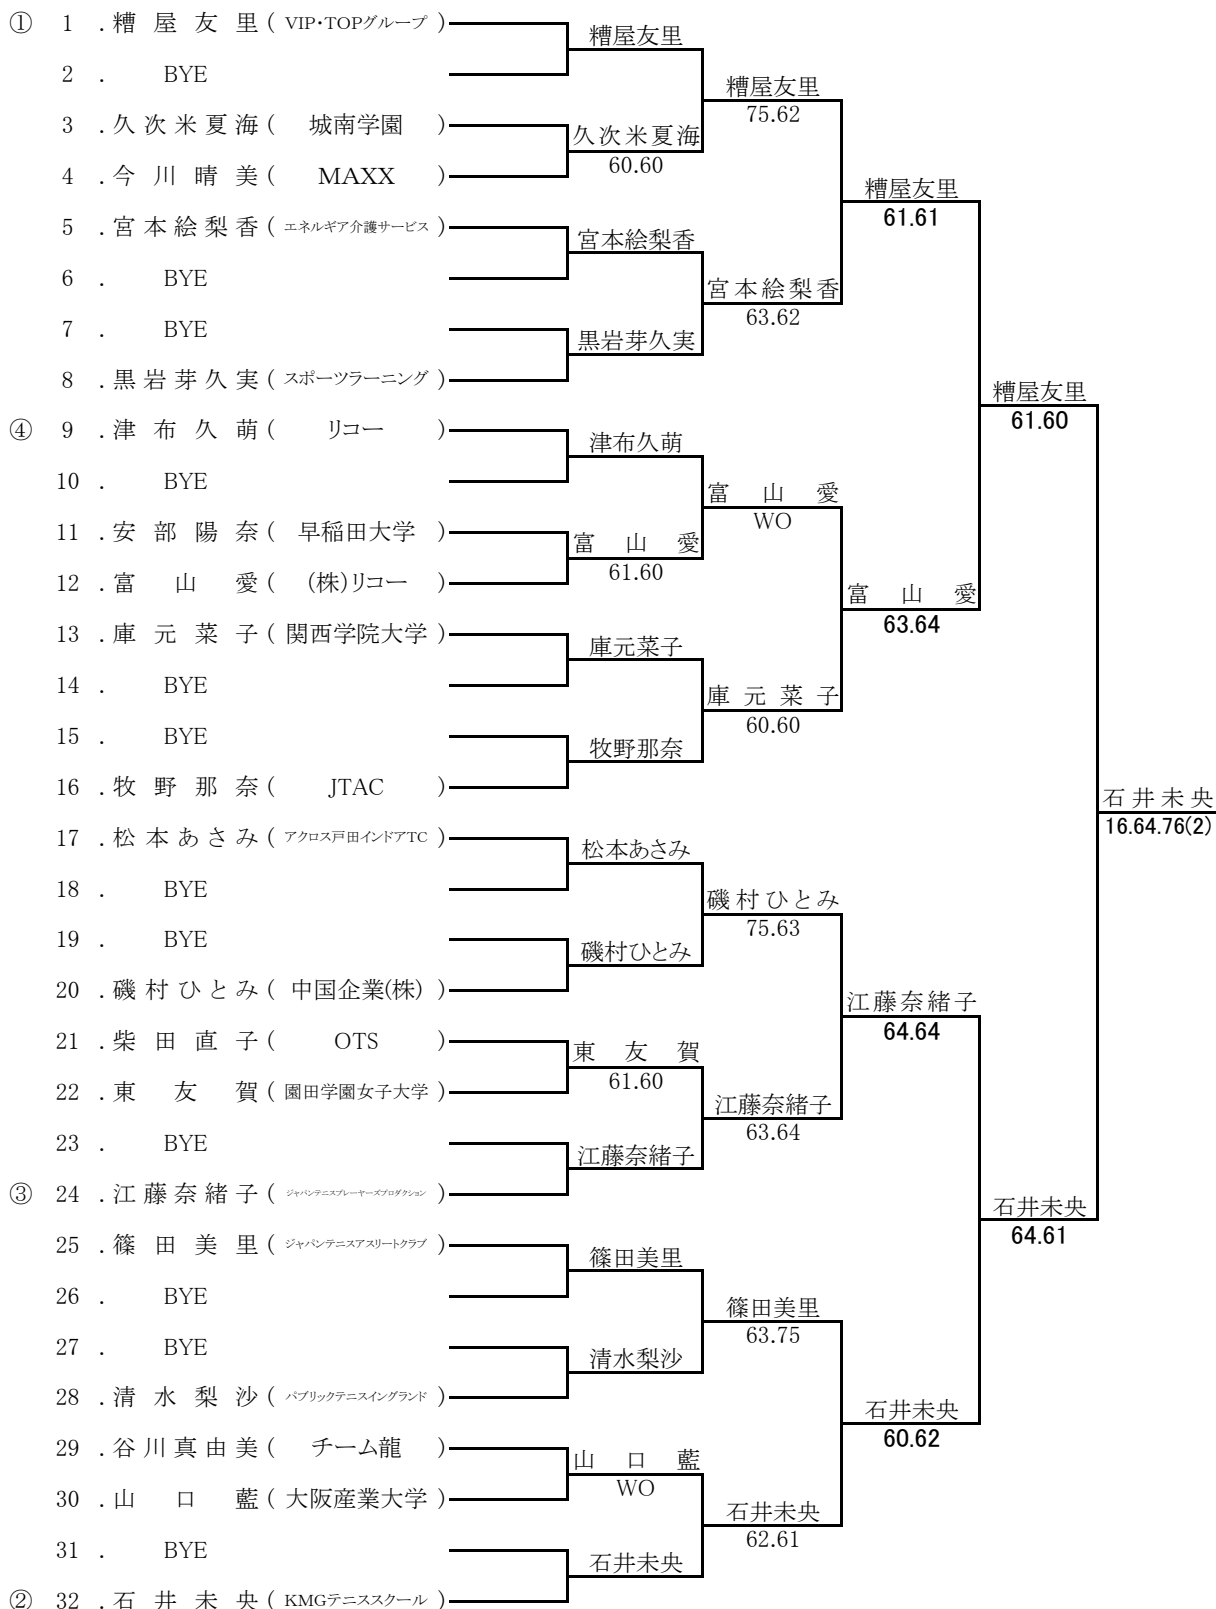 ① 1 .糟屋友里( VIP・TOPグループ )
2 . BYE
3 .久次米夏海( 城南学園 )
4 .今川晴美( MAXX )
5 .宮本絵梨香( エネルギア介護サービス )
6 . BYE
7 . BYE
8 .黒岩芽久実( スポーツラーニング )
④ 9 .津布久萌( リコー )
10 . BYE
11 .安部陽奈( 早稲田大学 )
12 .富山愛( (株)リコー )
13 .庫元菜子( 関西学院大学 )
14 . BYE
15 . BYE
16 .牧野那奈( JTAC )
17 .松本あさみ( アクロス戸田インドアTC )
18 . BYE
19 . BYE
20 .磯村ひとみ( 中国企業(株) )
21 .柴田直子( OTS )
22 .東友賀( 園田学園女子大学 )
23 . BYE
③ 24 .江藤奈緒子( ジャパンテニスプレーヤーズプロダクション )
25 .篠田美里( ジャパンテニスアスリートクラブ )
26 . BYE
27 . BYE
28 .清水梨沙( パブリックテニスイングランド )
29 .谷川真由美( チーム龍 )
30 .山口藍( 大阪産業大学 )
31 . BYE
② 32 .石井未央( KMGテニススクール )
糟屋友里
久次米夏海
60.60
宮本絵梨香
黒岩芽久実
津布久萌
富山愛
61.60
庫元菜子
牧野那奈
松本あさみ
磯村ひとみ
東友賀
61.60
江藤奈緒子
篠田美里
清水梨沙
山口藍
WO
石井未央
糟屋友里
75.62
宮本絵梨香
63.62
富山愛
WO
庫元菜子
60.60
磯村ひとみ
75.63
江藤奈緒子
63.64
篠田美里
63.75
石井未央
62.61
糟屋友里
61.61
富山愛
63.64
江藤奈緒子
64.64
石井未央
60.62
糟屋友里
61.60
石井未央
64.61
石井未央
16.64.76(2)